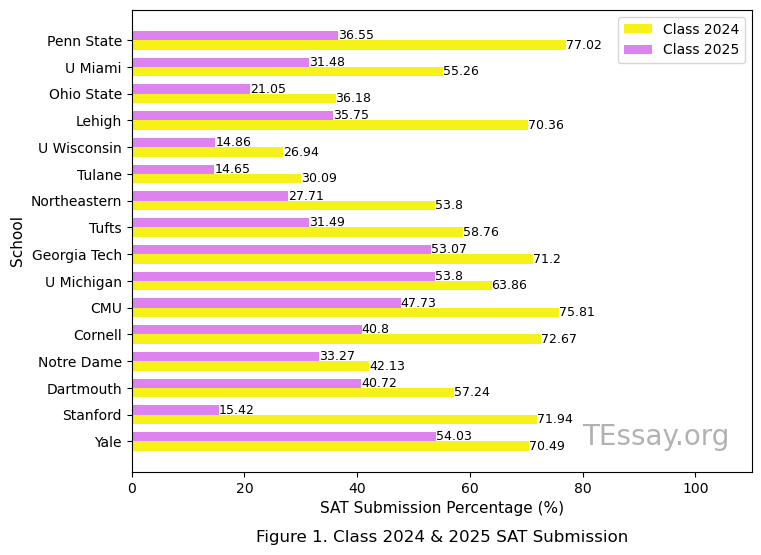 Class 2024
Class 2025
School
Penn State 36.55 77.02
U Miami 31.48 55.26
Ohio State 21.05 36.18
Lehigh 35.75 70.36
U Wisconsin 14.86 26.94
Tulane 14.65 30.09
Northeastern 27.71 53.8
Tufts 31.49 58.76
Georgia Tech 53.07 71.2
U Michigan 53.8 63.86
CMU 47.73 75.81
Cornell 40.8 72.67
Notre Dame 33.27 42.13
Dartmouth 40.72 57.24
Stanford 15.42 71.94
Yale 54.03 70.49
TEssay.org
0 20 40 60 80 100
SAT Submission Percentage (%)
Figure 1. Class 2024 & 2025 SAT Submission